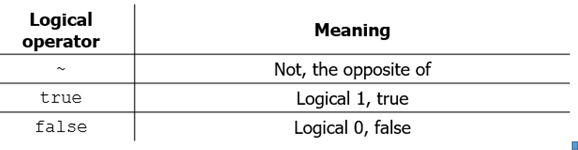 Logical
operator
Meaning
~
Not, the opposite of
true
Logical 1, true
false
Logical 0, false